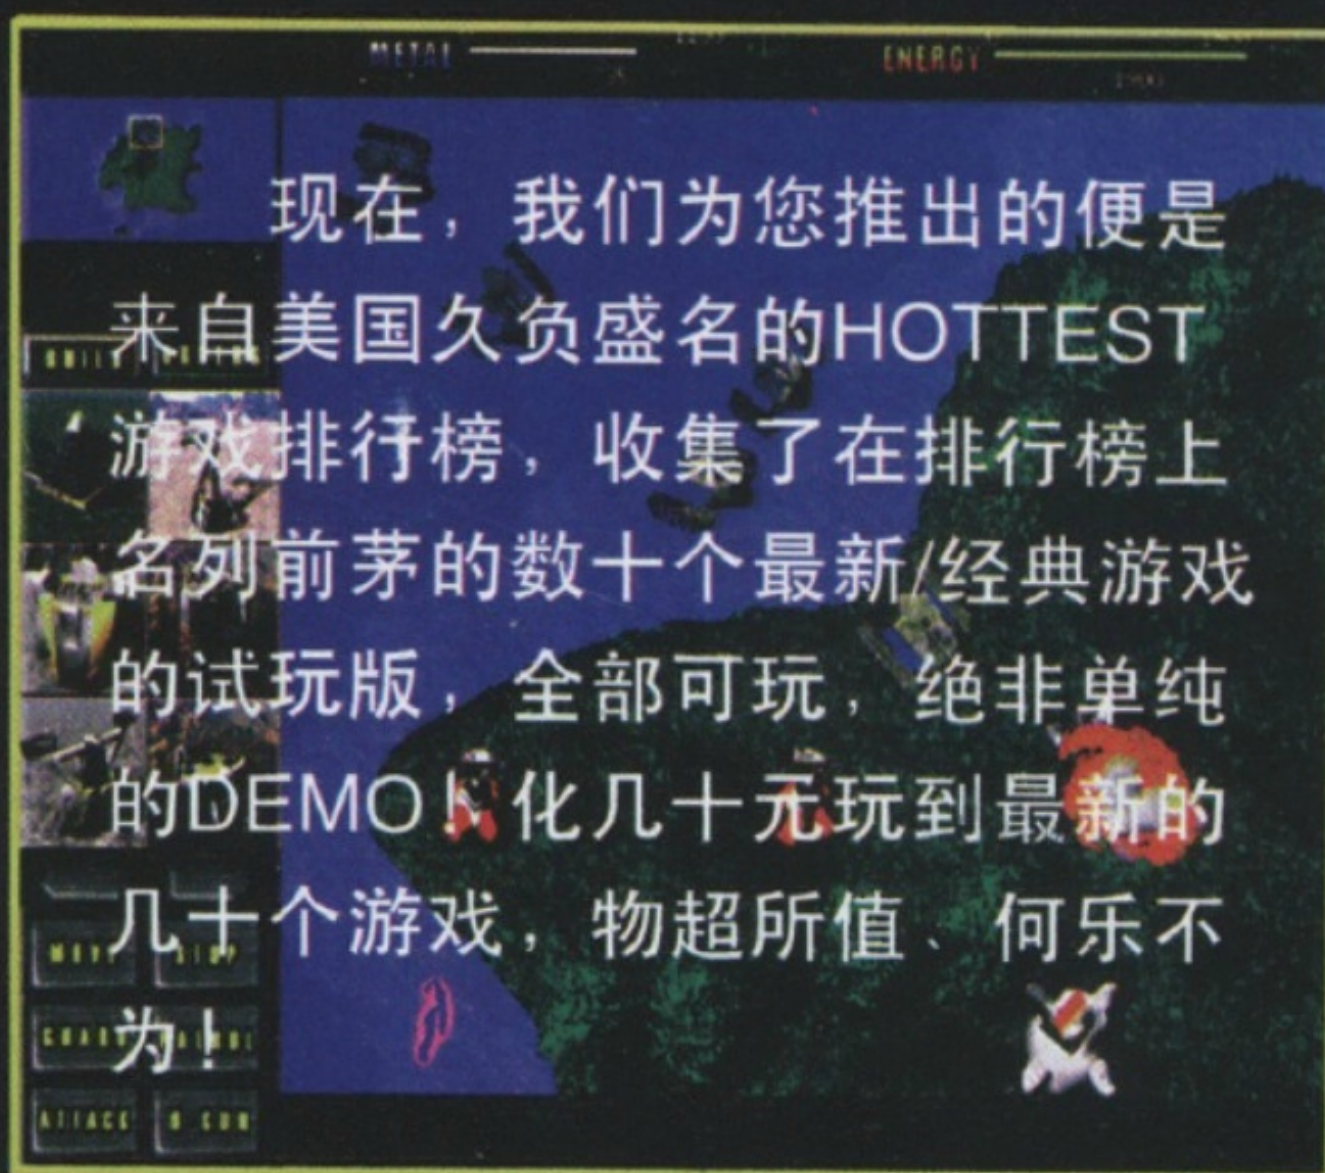 METAL
ENERGY
现在，我们为您推出的便是
来自美国久负盛名的HOTTEST
游戏排行榜，收集了在排行榜上
名列前茅的数十个最新/经典游戏
的试玩版，全部可玩，绝非单纯
的DEMO！化几十元玩到最新的
几十个游戏，物超所值、何乐不
为！
MOVE STOP
ATTACK